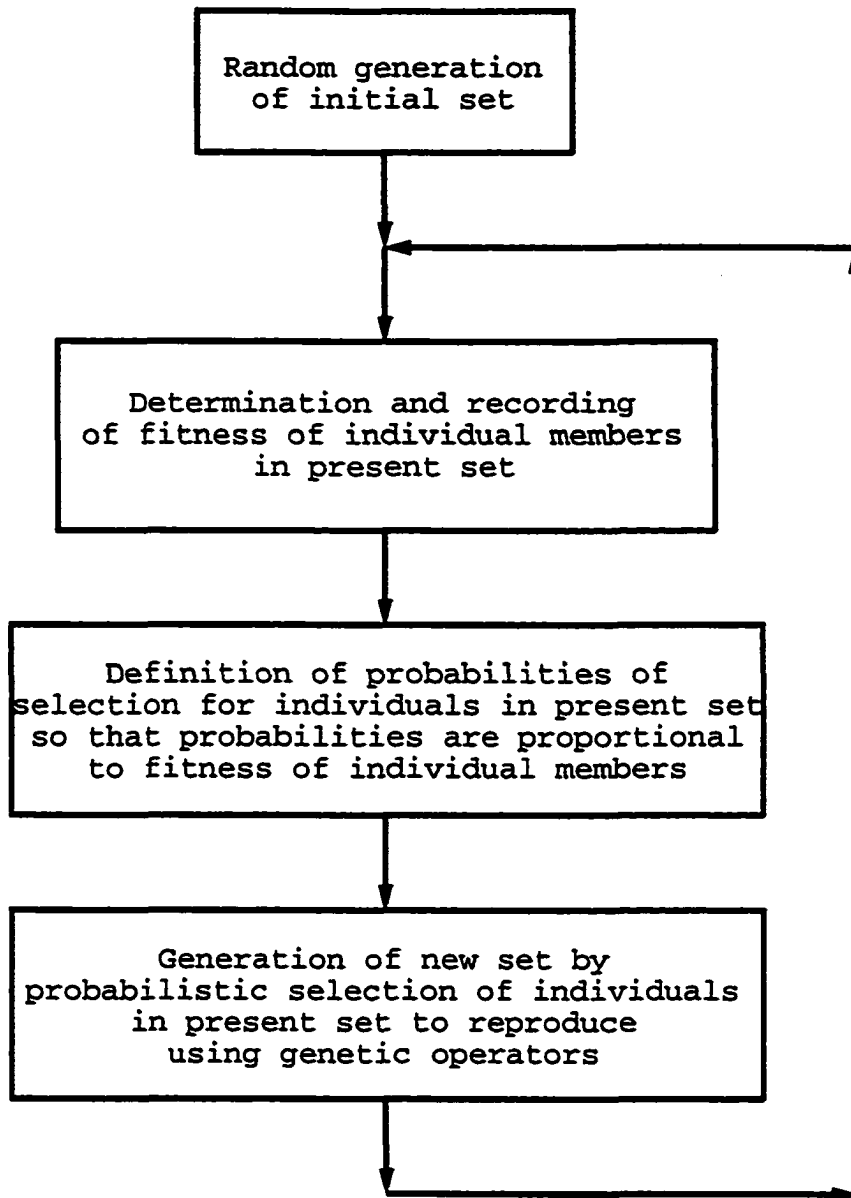 Random generation
of initial set
Determination and recording
of fitness of individual members
in present set
Definition of probabilities of
selection for individuals in present set
so that probabilities are proportional
to fitness of individual members
Generation of new set by
probabilistic selection of individuals
in present set to reproduce
using genetic operators